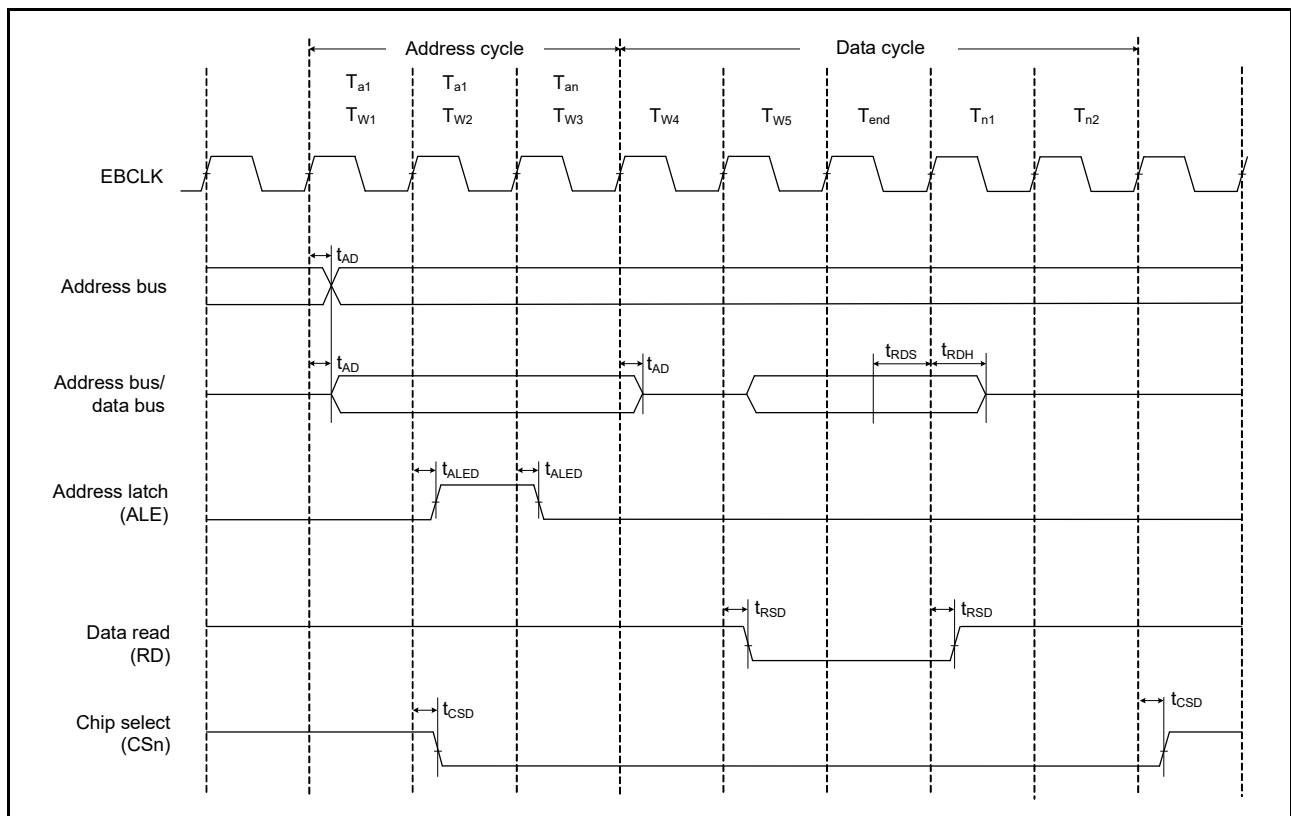 Address cycle
Data cycle
Ta1
Ta1
Tan
TW1
TW2
TW3
TW4
TW5
Tend
Tn1
Tn2
EBCLK
tAD
Address bus
tAD
tAD
tRDS
tRDH
Address bus/
data bus
tALED
tALED
Address latch
(ALE)
tRSD
tRSD
Data read
(RD)
tCSD
tCSD
Chip select
(CSn)